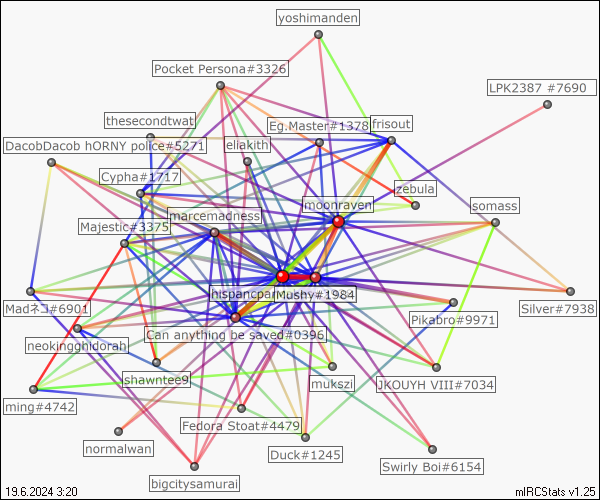 yoshimanden
Pocket Persona#3326
LPK2387 #7690
thesecondtwat
Eg.Master#1378
frisout
DacobDacob hORNY police#5271
ellakith
Cypha#1717
zebula
marcemadness
moonraven
somass
Majestic#3375
hispancpa
Mushy#1984
MadネJ#6901
Silver#7938
Pikabro#9971
Can anything be saved#0396
neokingghidorah
shawntee9
mukszi
JKOUYH VIII#7034
ming#4742
Fedora Stoat#4479
normalwan
Duck#1245
Swirly Boi#6154
bigcitysamurai
19.6.2024 3:20
mIRCStats v1.25